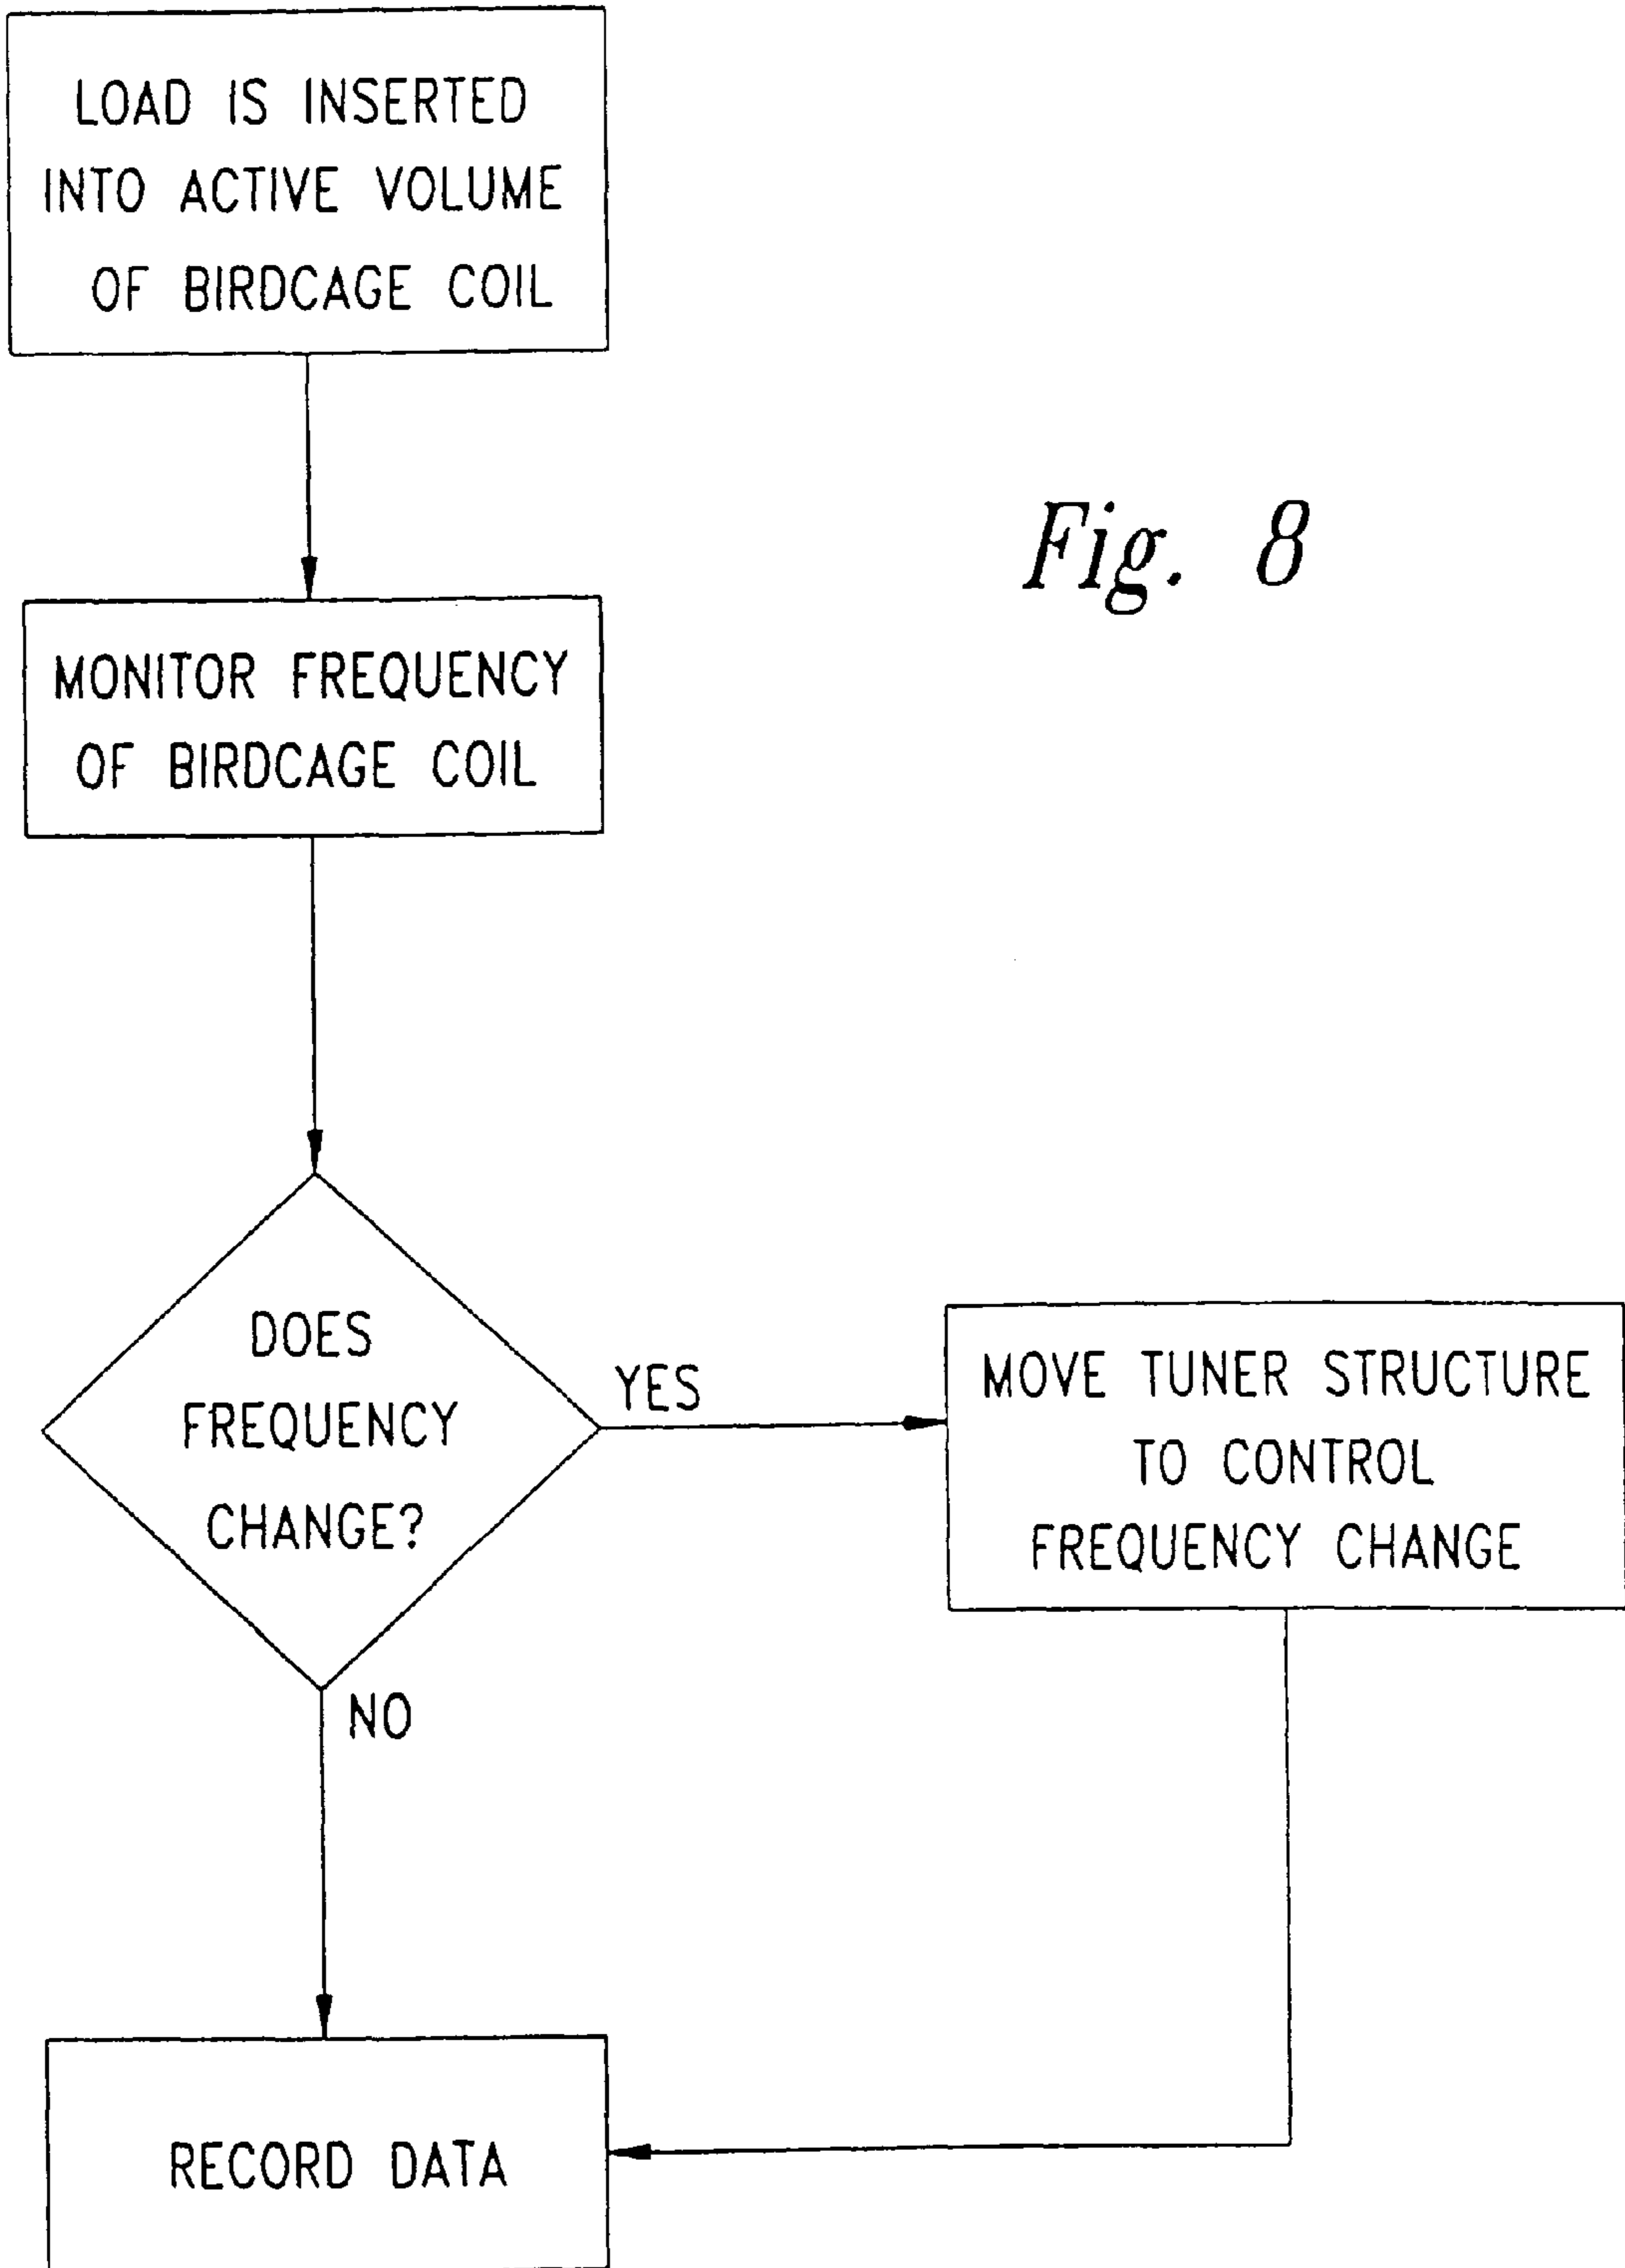 LOAD IS INSERTED
INTO ACTIVE VOLUME
OF BIRDCAGE COIL
Fig. 8
MONITOR FREQUENCY
OF BIRDCAGE COIL
DOES
FREQUENCY
CHANGE?
YES
MOVE TUNER STRUCTURE
TO CONTROL
FREQUENCY CHANGE
NO
RECORD DATA